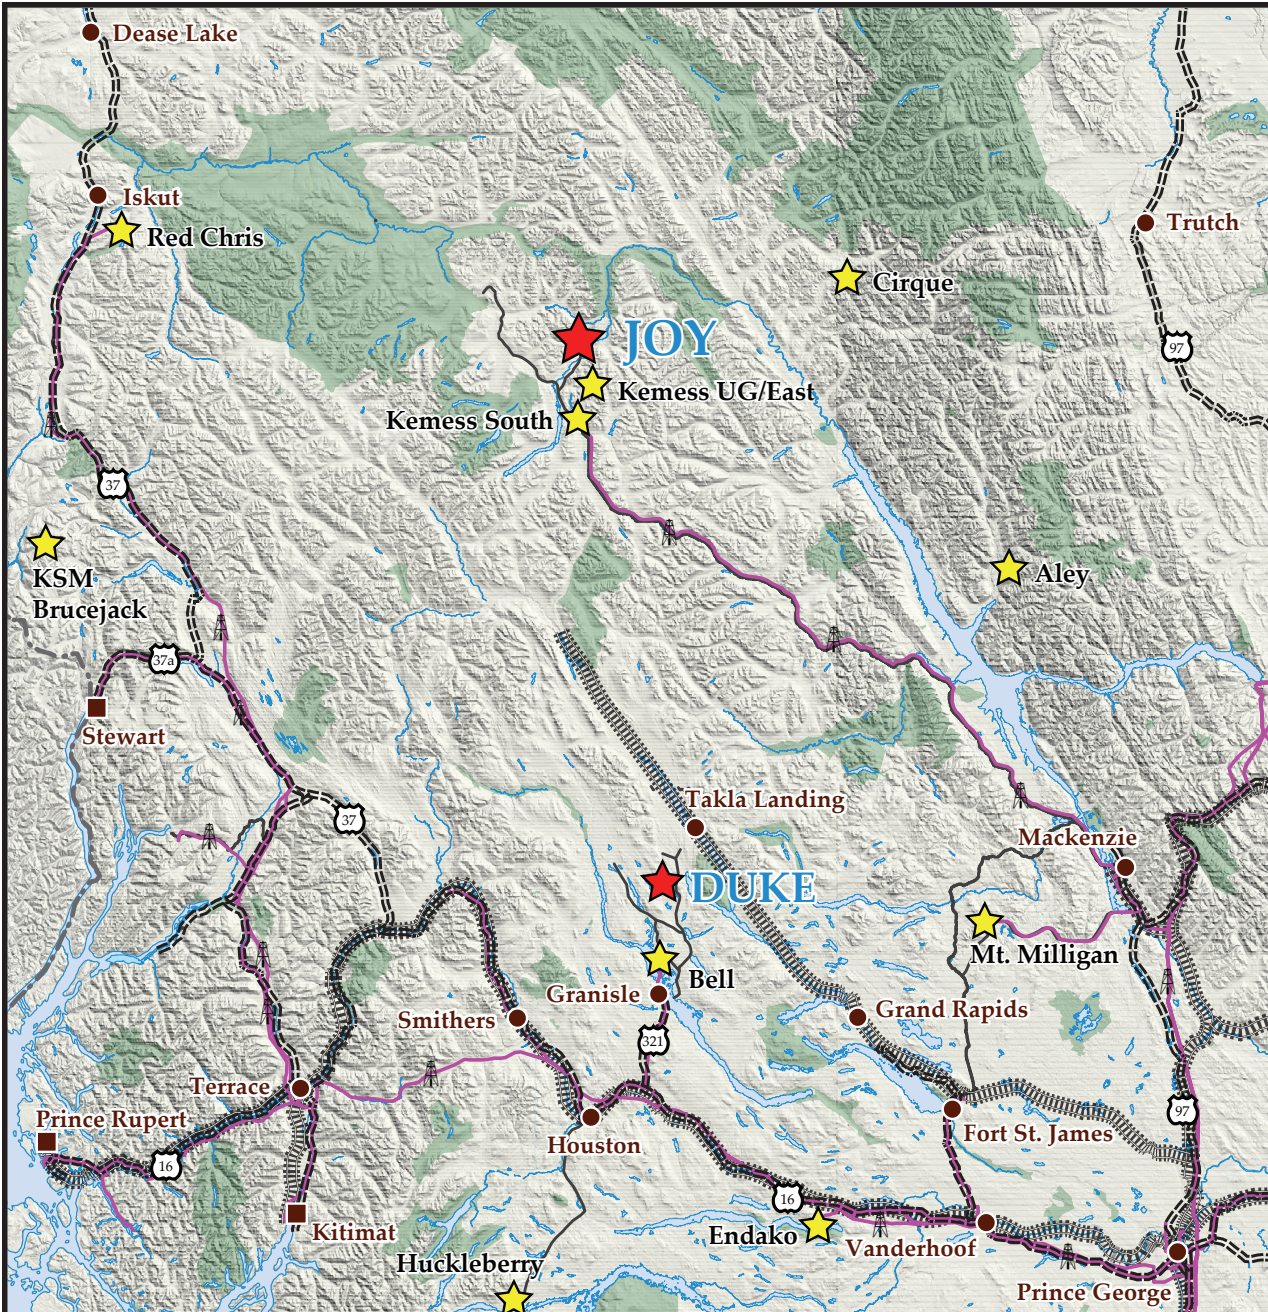 Dease Lake
Iskut
Red Chris
Trutch
Cirque
97
JOY
Kemess UG/East
Kemess South
37
KSM
Brucejack
Aley
37a
Stewart
Takla Landing
37
Mackenzie
DUKE
Mt. Milligan
Bell
Granisle
Smithers
Grand Rapids
321
Terrace
Prince Rupert
97
Fort St. James
Houston
16
16
Kitimat
Endako
Vanderhoof
Huckleberry
Prince George